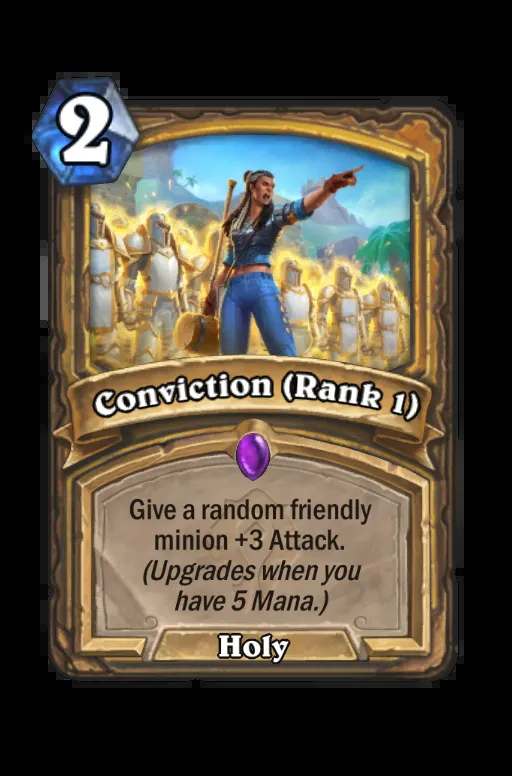 2
Conviction (Rank 1)
Give a random friendly
minion +3 Attack.
(Upgrades when you
have 5 Mana.)
Holy